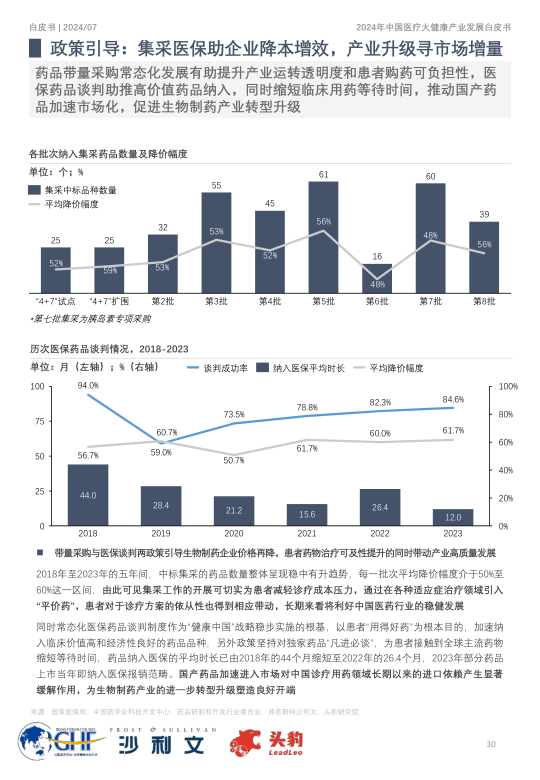 白皮书 | 2024/07
2024年中国医疗大健康产业发展白皮书
政策引导：集采医保助企业降本增效，产业升级寻市场增量
药品带量采购常态化发展有助提升产业运转透明度和患者购药可负担性，医
保药品谈判助推高价值药品纳入，同时缩短临床用药等待时间，推动国产药
品加速市场化，促进生物制药产业转型升级
各批次纳入集采药品数量及降价幅度
单位：个；%
集采中标品种数量
平均降价幅度
25 25 32 55 45 61 16 60 39
52% 59% 53% 53% 52% 56% 48% 48% 56%
“4+7”试点 “4+7”扩围 第2批 第3批 第4批 第5批 第6批 第7批 第8批
*第七批集采为胰岛素专项采购
历次医保药品谈判情况，2018-2023
单位：月（左轴）；%（右轴）
谈判成功率 纳入医保平均时长 平均降价幅度
100 75 50 25 0
100% 80% 60% 40% 20% 0%
94.0% 59.0% 73.5% 78.8% 82.3% 84.6%
56.7% 60.7% 50.7% 61.7% 60.0% 61.7%
44.0 28.4 21.2 15.6 26.4 12.0
2018 2019 2020 2021 2022 2023
带量采购与医保谈判两政策引导生物制药企业价格再降，患者药物治疗可及性提升的同时带动产业高质量发展
2018年至2023年的五年间，中标集采的药品数量整体呈现稳中有升趋势，每一批次平均降价幅度介于50%至
60%这一区间，由此可见集采工作的开展可切实为患者减轻诊疗成本压力，通过在各种适应症治疗领域引入
“平价药”，患者对于诊疗方案的依从性也得到相应带动，长期来看将利好中国医药行业的稳健发展
同时常态化医保药品谈判制度作为“健康中国”战略稳步实施的根基，以患者“用得好药”为根本目的，加速纳
入临床价值高和经济性良好的药品品种，另外政策坚持对独家药品“凡进必谈”，为患者接触到全球主流药物
缩短等待时间，药品纳入医保的平均时长已由2018年的44个月缩短至2022年的26.4个月，2023年部分药品
上市当年即纳入医保报销药范围。国产药品加速进入市场对中国诊疗用药领域长期以来的进口依赖产生显著
缓解作用，为生物制药产业的进一步转型升级塑造良好开端
来源：国家医保局、中国药学会科技开发中心、药品研制和开发行业委员会、弗若斯特沙利文、头豹研究院
GHF
FROST & SULLIVAN
沙利文
头豹
LeadLeo
30